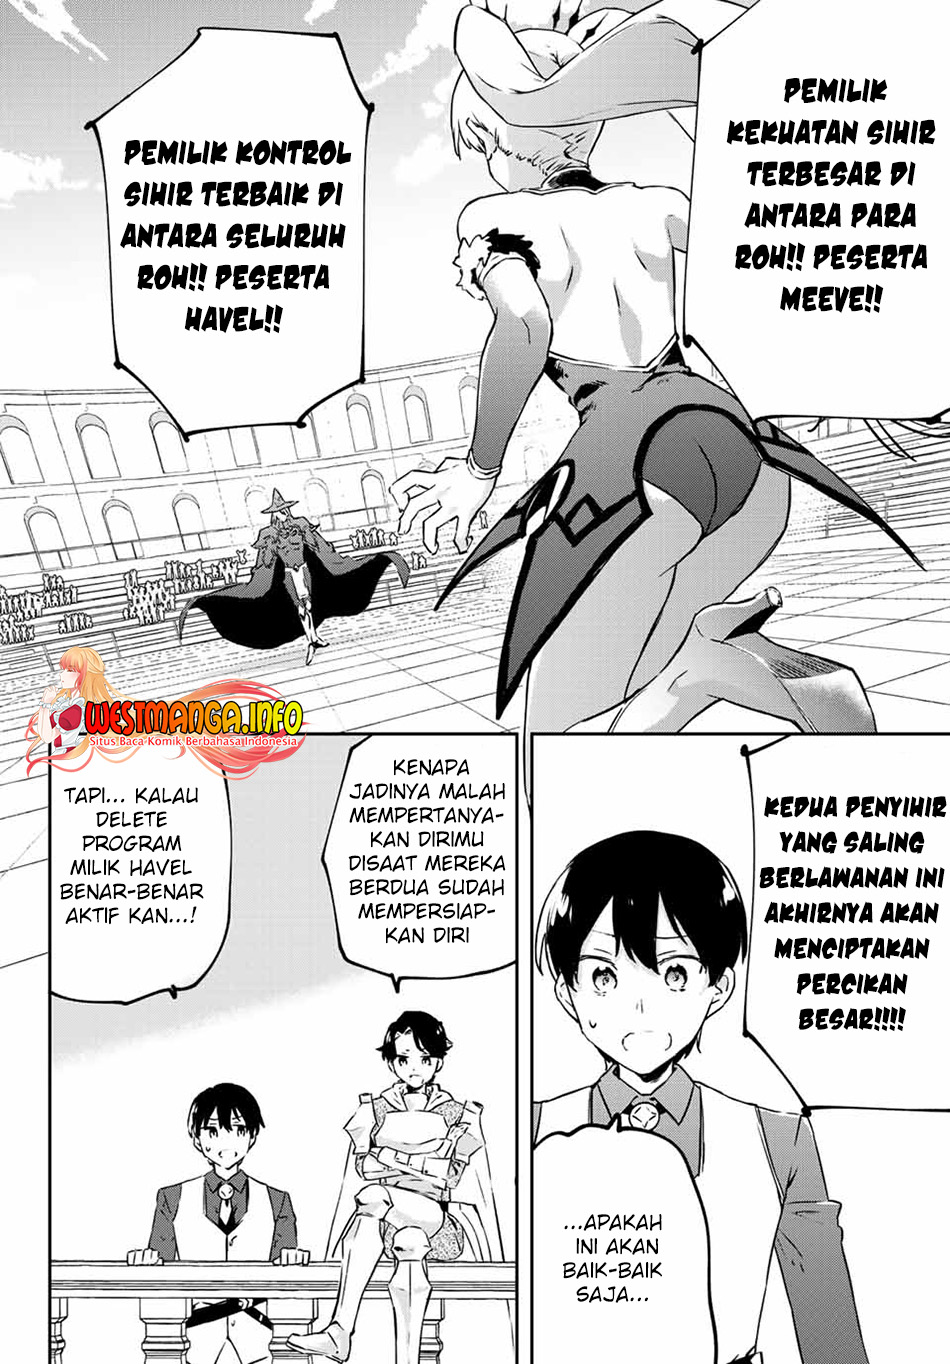 PEMILIK
KEKUATAN SIHIR
TERBESAR DI
ANTARA PARA
ROH!! PESERTA
MEEVE!!
PEMILIK KONTROL
SIHIR TERBAIK DI
ANTARA SELURUH
ROH!! PESERTA
HAVEL!!
WESTMANGA.INFO
Situs Baca Komik Berbahasa Indonesia
KEDUA PENYIHIR
YANG SALING
BERLAWANAN INI
AKHIRNYA AKAN
MENCIPTAKAN
PERCIKAN
BESAR!!!!
...APAKAH
INI AKAN
BAIK-BAIK
SAJA...
KENAPA
JADINYA MALAH
MEMPERTANYA-
KAN DIRIMU
DISAAT MEREKA
BERDUA SUDAH
MEMPERSIAP-
KAN DIRI
TAPI... KALAU
DELETE
PROGRAM
MILIK HAVEL
BENAR-BENAR
AKTIF KAN...!